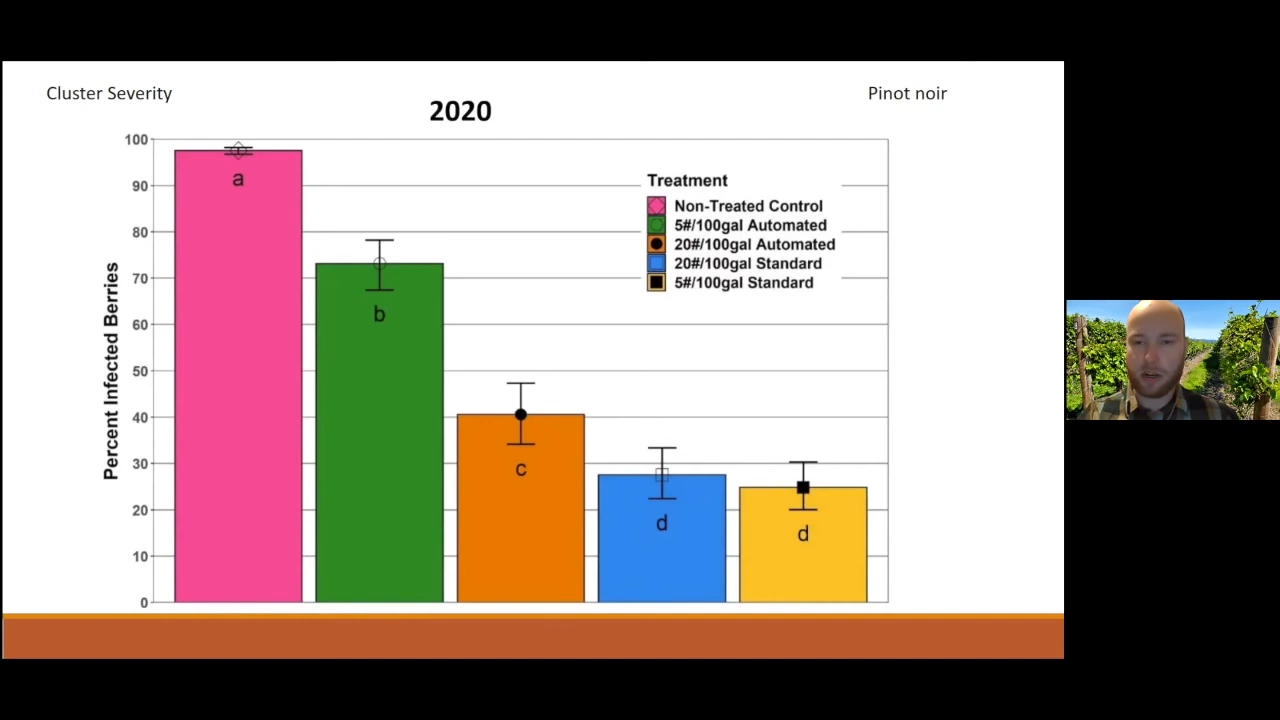 Cluster Severity
Pinot noir
2020
Percent Infected Berries
100
90
80
70
60
50
40
30
20
10
0
a
b
c
d
d
Treatment
Non-Treated Control
5#/100gal Automated
20#/100gal Automated
20#/100gal Standard
5#/100gal Standard